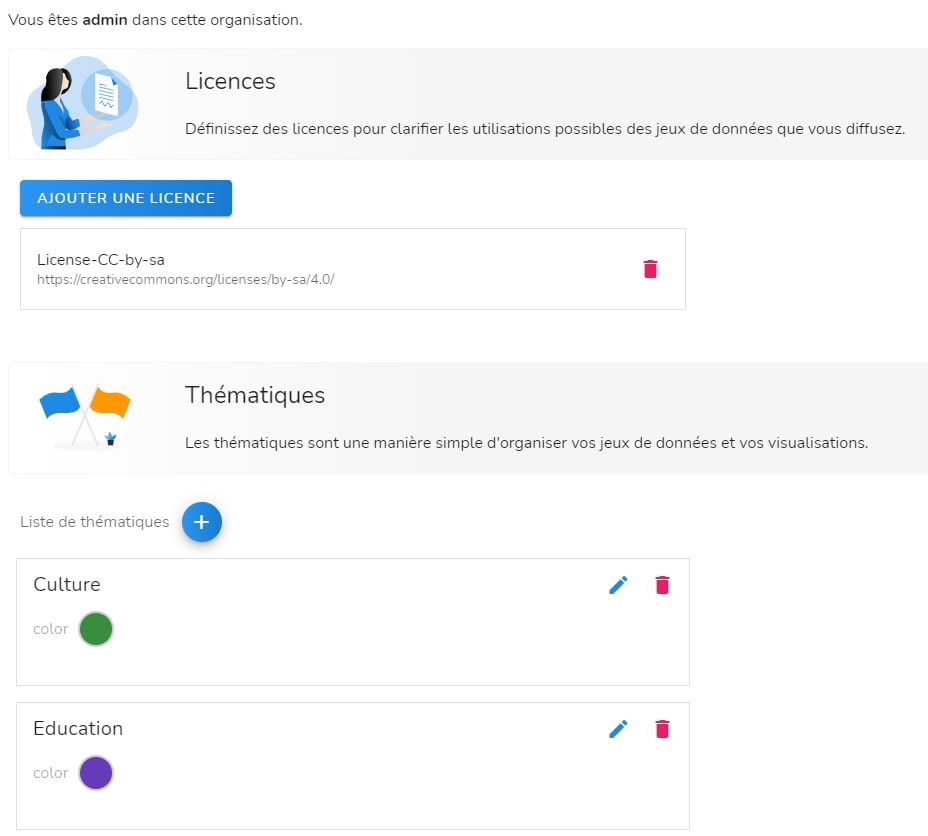 Vous êtes admin dans cette organisation.
Licences
Définissez des licences pour clarifier les utilisations possibles des jeux de données que vous diffusez.
AJOUTER UNE LICENCE
License-CC-by-sa
https://creativecommons.org/licenses/by-sa/4.0/
Thématiques
Les thématiques sont une manière simple d'organiser vos jeux de données et vos visualisations.
Liste de thématiques
Culture
color
Education
color